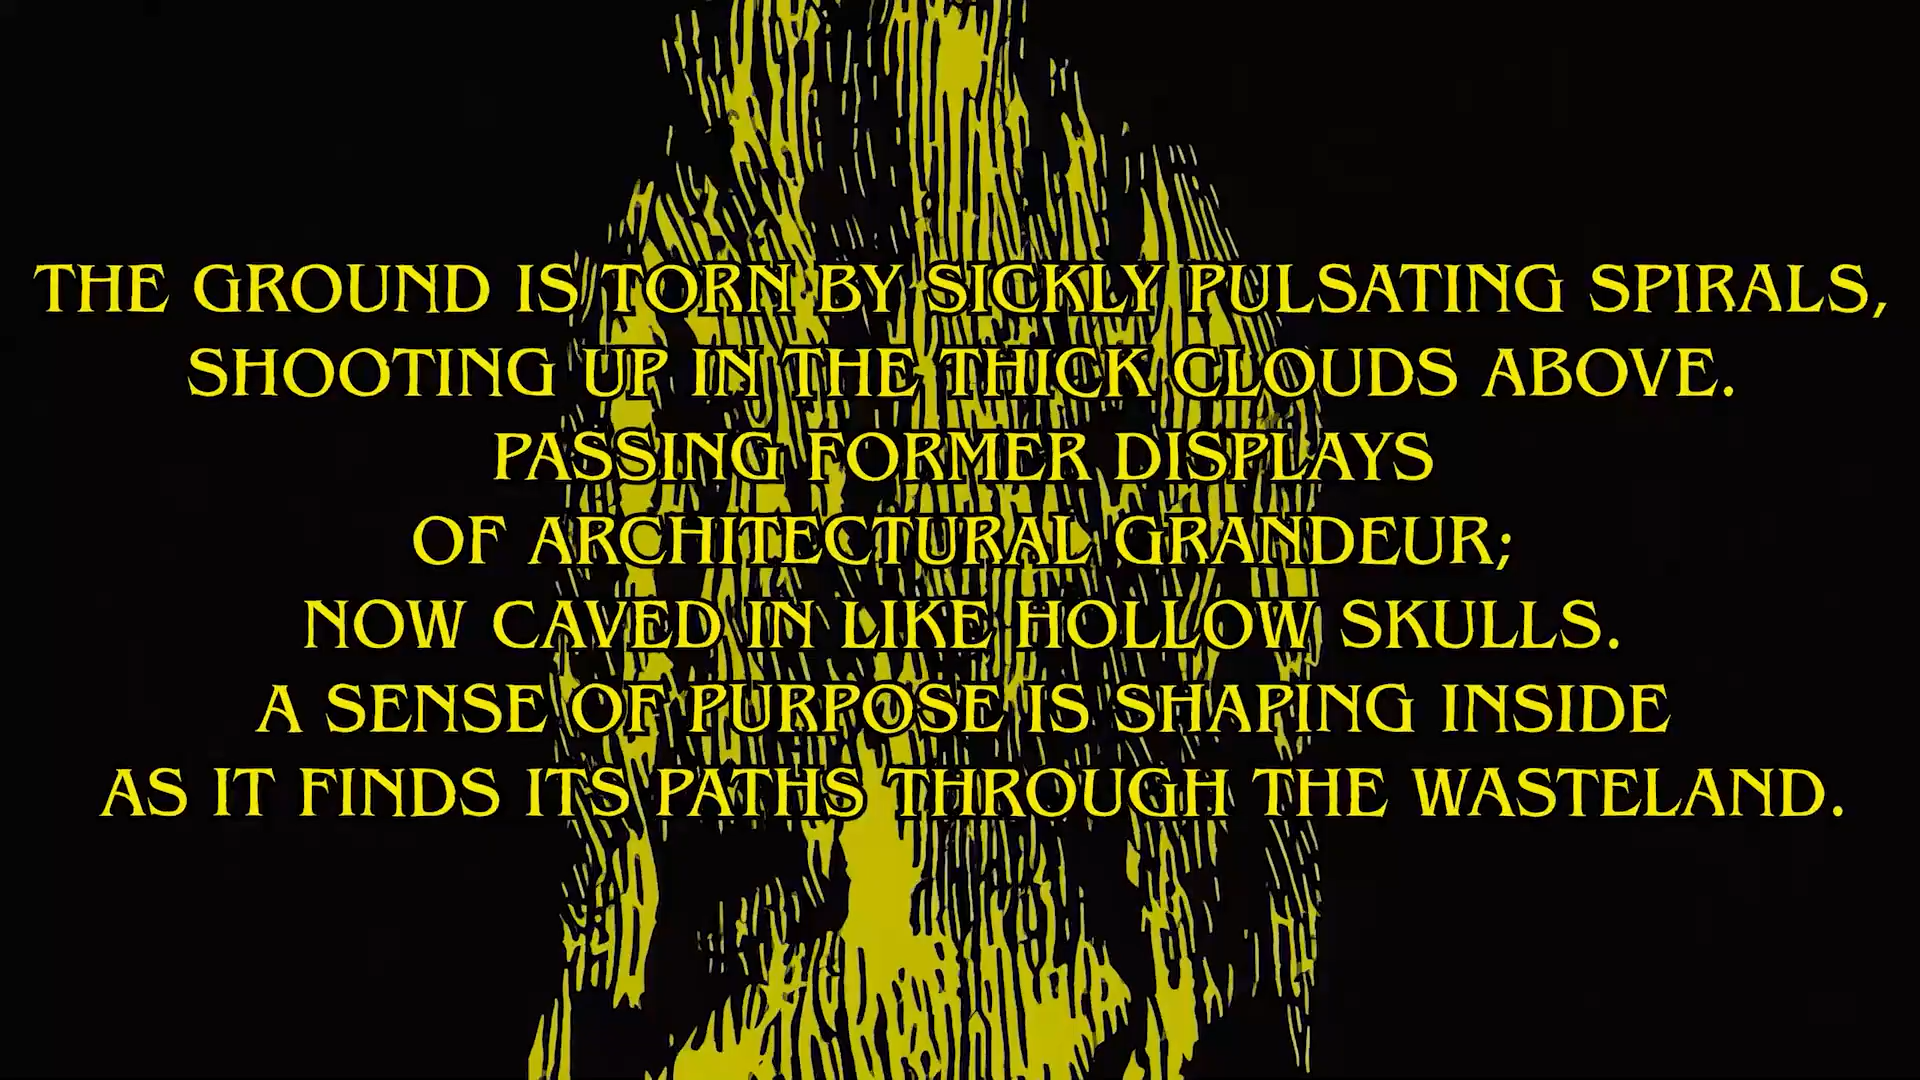 THE GROUND IS TORN BY SICKLY PULSATING SPIRALS,
SHOOTING UP IN THE THICK CLOUDS ABOVE.
PASSING FORMER DISPLAYS
OF ARCHITECTURAL GRANDEUR;
NOW CAVED IN LIKE HOLLOW SKULLS.
A SENSE OF PURPOSE IS SHAPING INSIDE
AS IT FINDS ITS PATHS THROUGH THE WASTELAND.